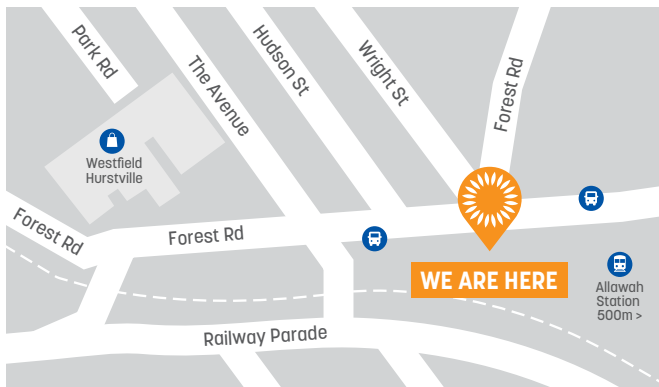 Park Rd
The Avenue
Hudson St
Wright St
Forest Rd
Westfield
Hurstville
Forest Rd
Forest Rd
WE ARE HERE
Allawah
Station
500m >
Railway Parade